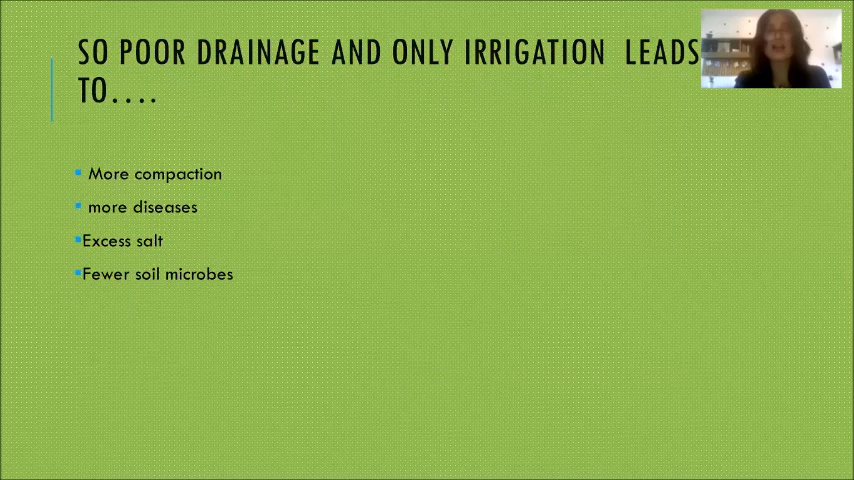 SO POOR DRAINAGE AND ONLY IRRIGATION LEADS
TO....
More compaction
more diseases
Excess salt
Fewer soil microbes